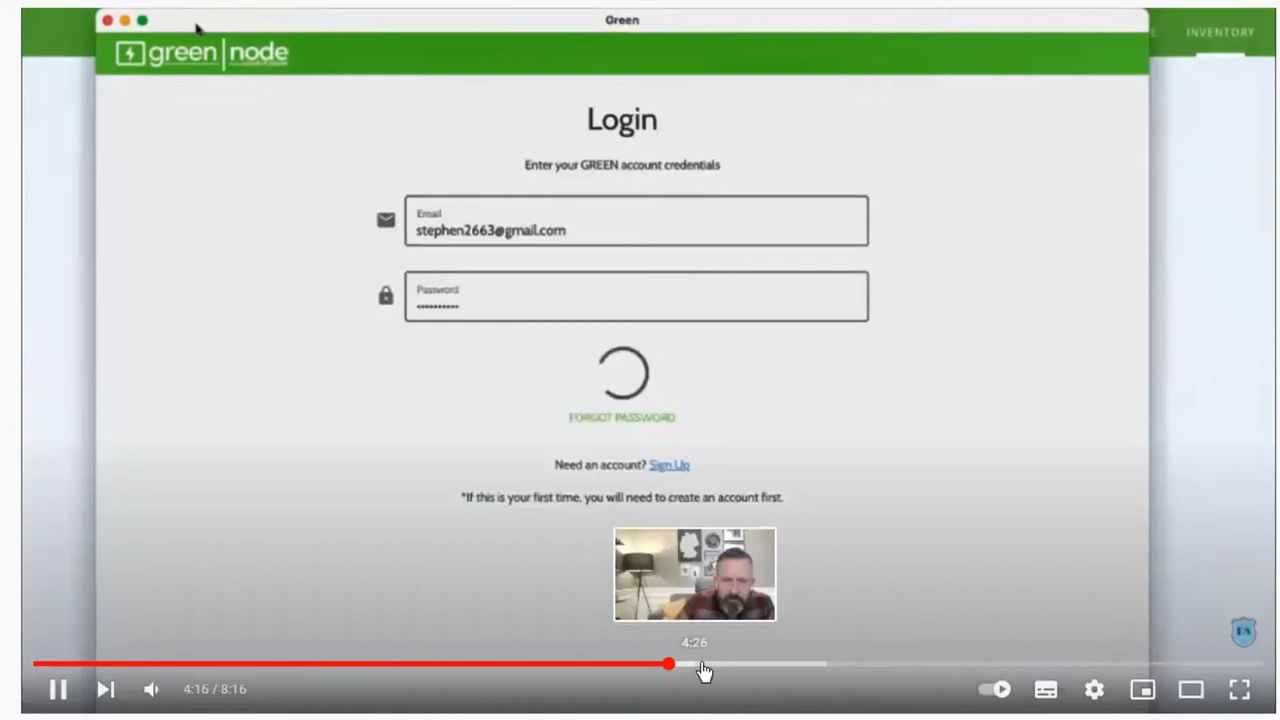 Green
INVENTORY
green|node
Login
Enter your GREEN account credentials
Email
stephen2663@gmail.com
Password
FORGOT PASSWORD
Need an account? Sign Up
*If this is your first time, you will need to create an account first.
4:26
4:16 / 8:16